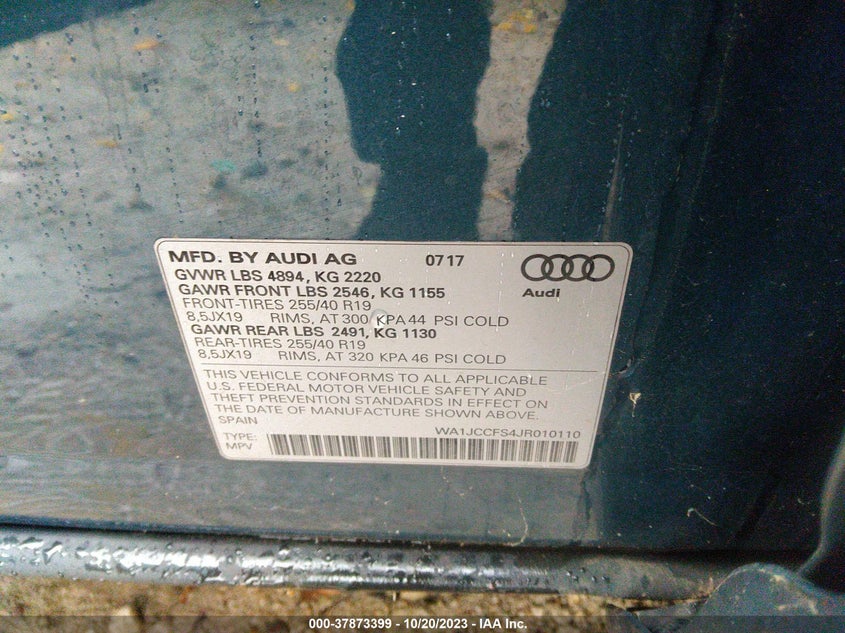 MFD. BY AUDI AG 07 17
GVWR LBS 4894, KG 2220
GAWR FRONT LBS 2546, KG 1155
FRONT-TIRES 255/40 R19
8,5JX19 RIMS, AT 300 KPA 44 PSI COLD
GAWR REAR LBS 2491, KG 1130
REAR-TIRES 255/40 R19
8,5JX19 RIMS, AT 320 KPA 46 PSI COLD
Audi
THIS VEHICLE CONFORMS TO ALL APPLICABLE
U.S. FEDERAL MOTOR VEHICLE SAFETY AND
THEFT PREVENTION STANDARDS IN EFFECT ON
THE DATE OF MANUFACTURE SHOWN ABOVE.
SPAIN
WA1JCCFS4JR010110
TYPE:
MPV
000-37873399 - 10/20/2023 - IAA Inc.